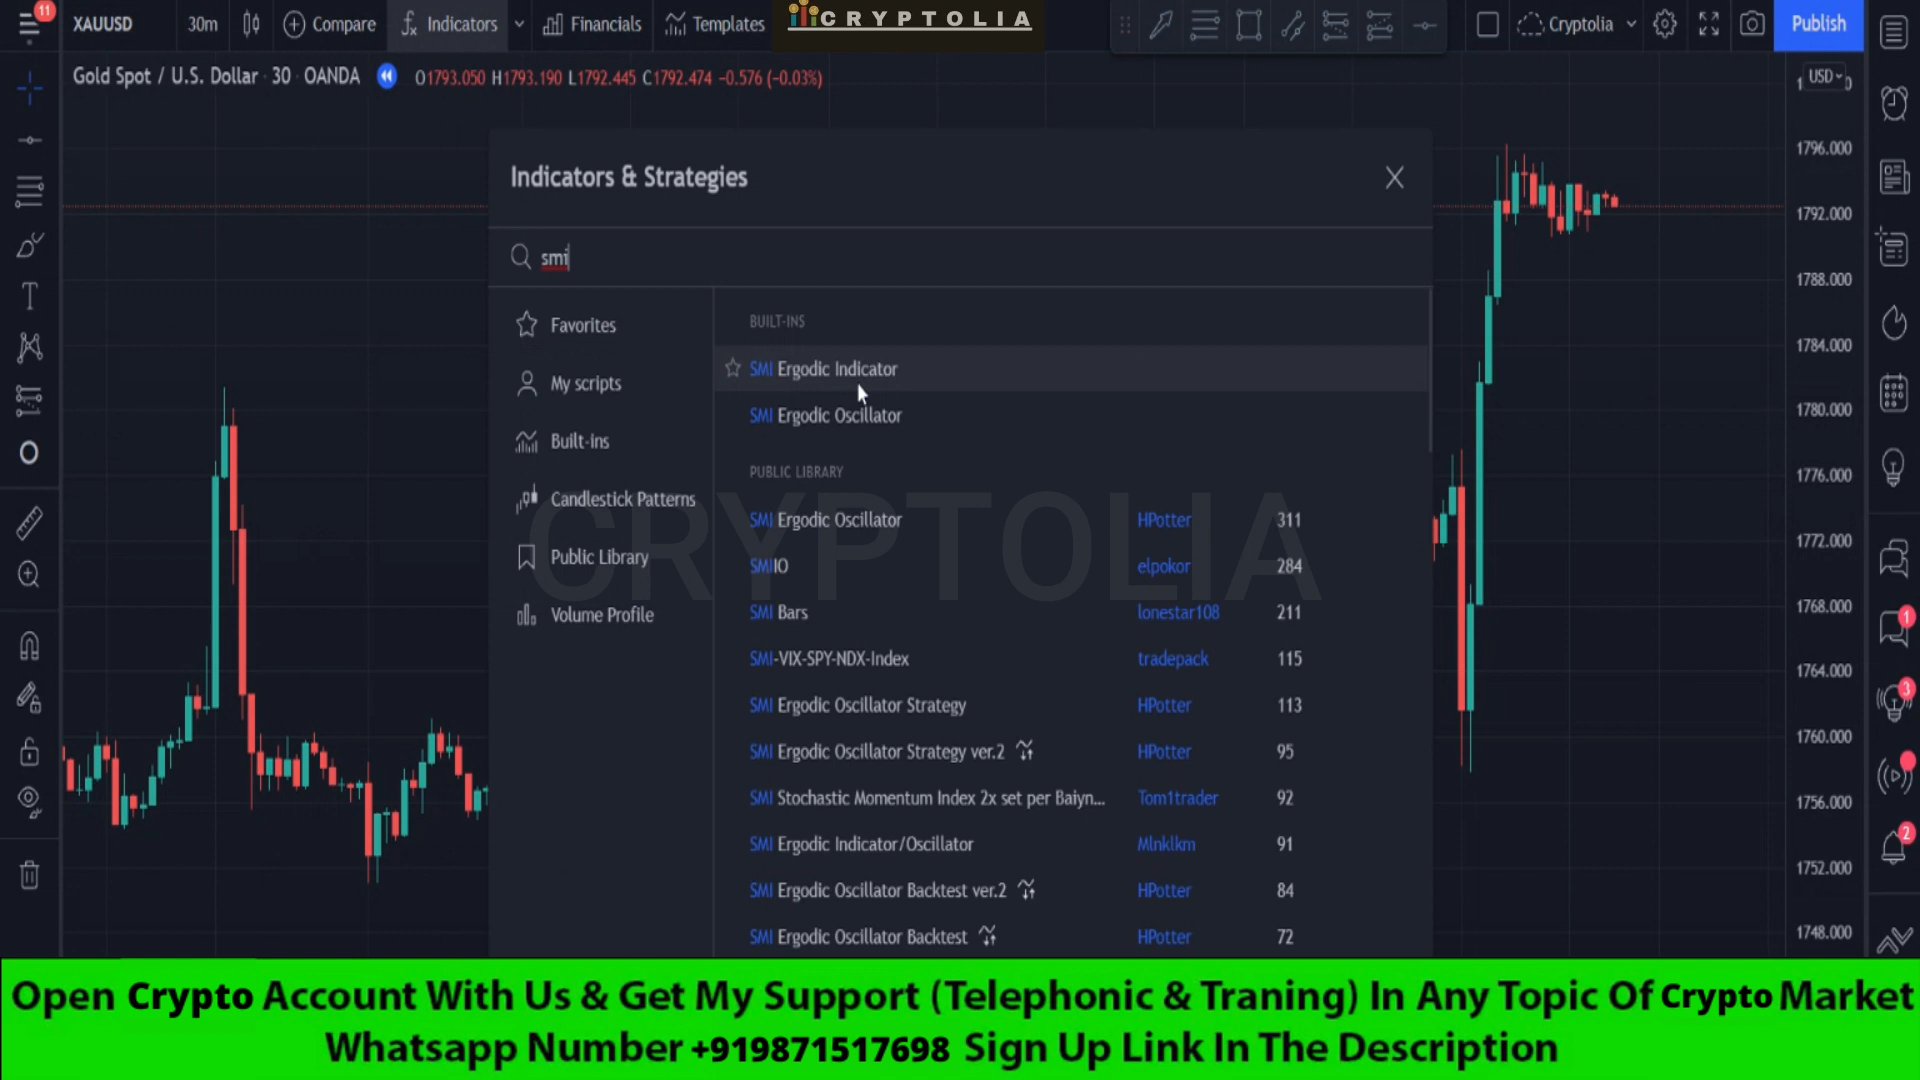 11
XAUUSD 30m Compare Indicators Financials Templates CRYPTOLIA Cryptolia Publish
Gold Spot / U.S. Dollar · 30 · OANDA O1793.050 H1793.190 L1792.445 C1792.474 −0.576 (−0.03%)
USD
Indicators & Strategies
smi
Favorites
My scripts
Built-ins
Candlestick Patterns
Public Library
Volume Profile
BUILT-INS
SMI Ergodic Indicator
SMI Ergodic Oscillator
PUBLIC LIBRARY
SMI Ergodic Oscillator HPotter 311
SMIIO elpokor 284
SMI Bars lonestar108 211
SMI-VIX-SPY-NDX-Index tradepack 115
SMI Ergodic Oscillator Strategy HPotter 113
SMI Ergodic Oscillator Strategy ver.2 HPotter 95
SMI Stochastic Momentum Index 2x set per Baiyn... Tom1trader 92
SMI Ergodic Indicator/Oscillator Mlnklkm 91
SMI Ergodic Oscillator Backtest ver.2 HPotter 84
SMI Ergodic Oscillator Backtest HPotter 72
CRYPTOLIA
1796.000
1792.000
1788.000
1784.000
1780.000
1776.000
1772.000
1768.000
1764.000
1760.000
1756.000
1752.000
1748.000
1
3
2
Open Crypto Account With Us & Get My Support (Telephonic & Traning) In Any Topic Of Crypto Market
Whatsapp Number +919871517698 Sign Up Link In The Description